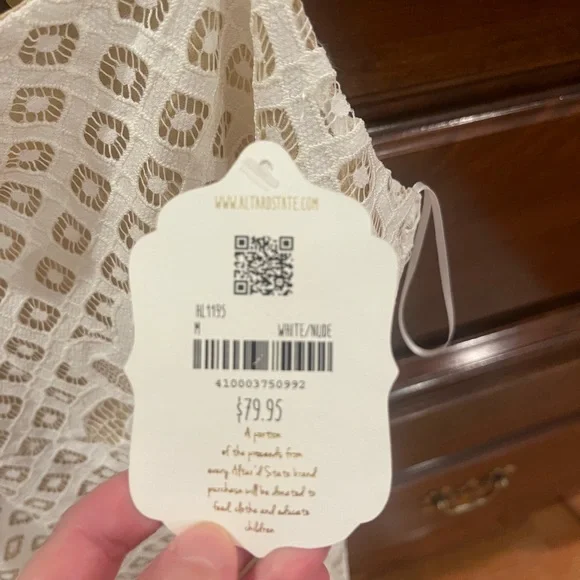 WWW.ALTARDSTATE.COM
HL1195
M WHITE/NUDE
410003750992
$79.95
A portion
of the proceeds from
every Altar'd State brand
purchase will be donated to
feed, clothe and educate
children